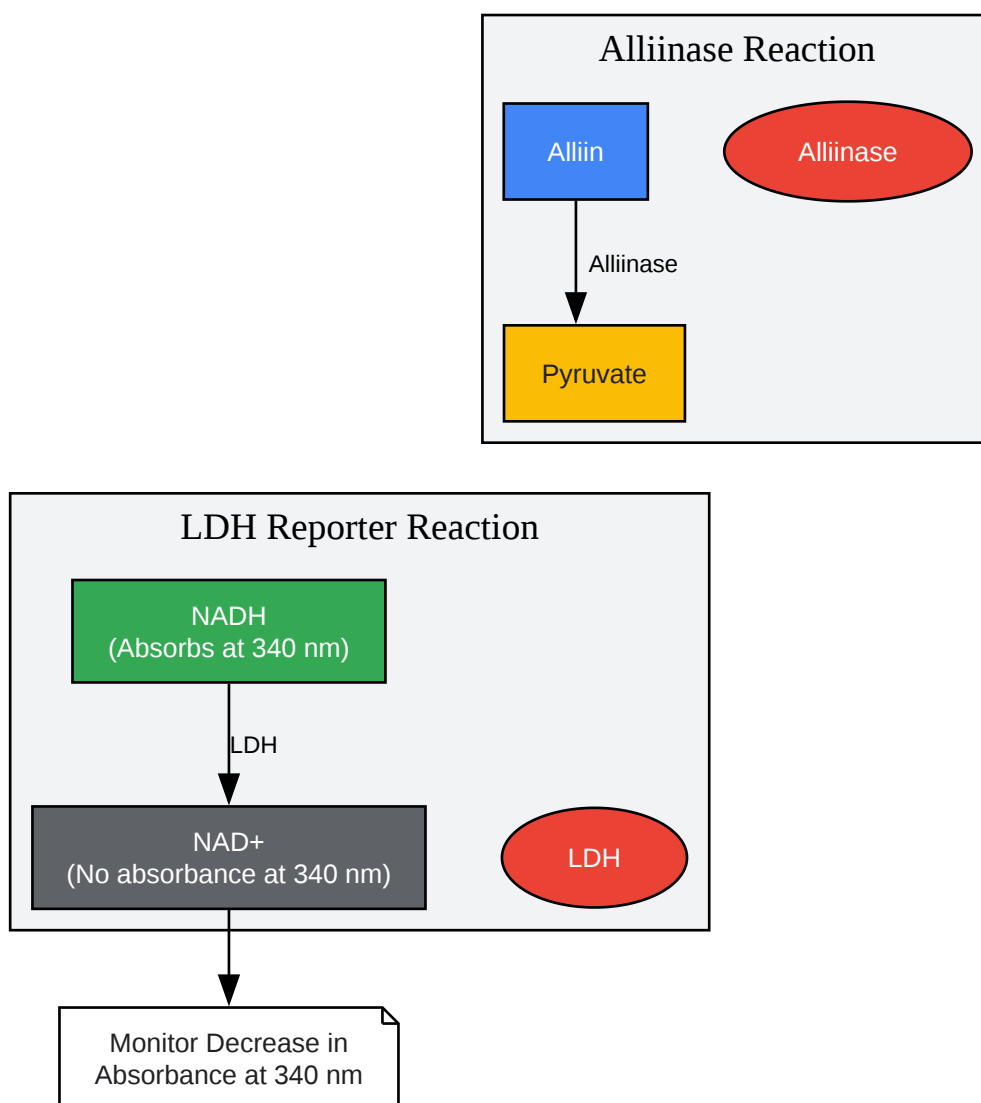 Alliinase Reaction
Alliin
Alliinase
Alliinase
Pyruvate
LDH Reporter Reaction
NADH
(Absorbs at 340 nm)
LDH
NAD+
(No absorbance at 340 nm)
LDH
Monitor Decrease in
Absorbance at 340 nm